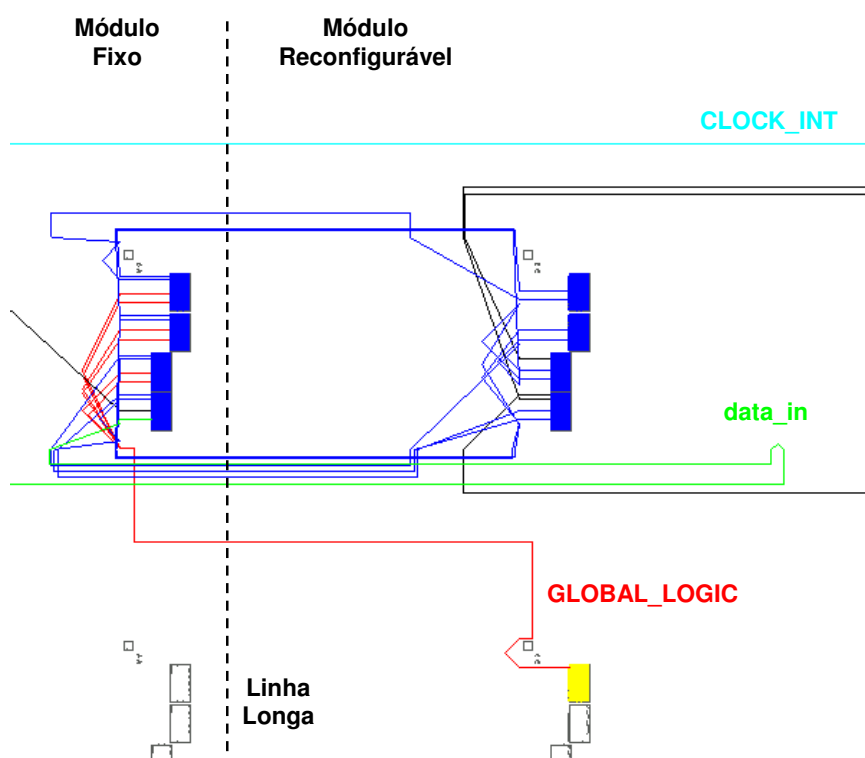 Módulo
Fixo
Módulo
Reconfigurável
CLOCK_INT
data_in
GLOBAL_LOGIC
Linha
Longa